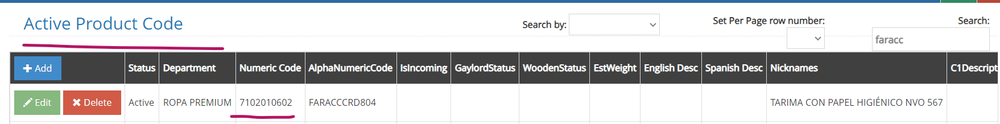 Active Product Code
Search by:
Set Per Page row number:
Search:
faracc
Add Status Department Numeric Code AlphaNumericCode IsIncoming GaylordStatus WoodenStatus EstWeight English Desc Spanish Desc Nicknames C1Descript
Edit Delete Active ROPA PREMIUM 7102010602 FARACCCRD804 TARIMA CON PAPEL HIGIÉNICO NVO 567